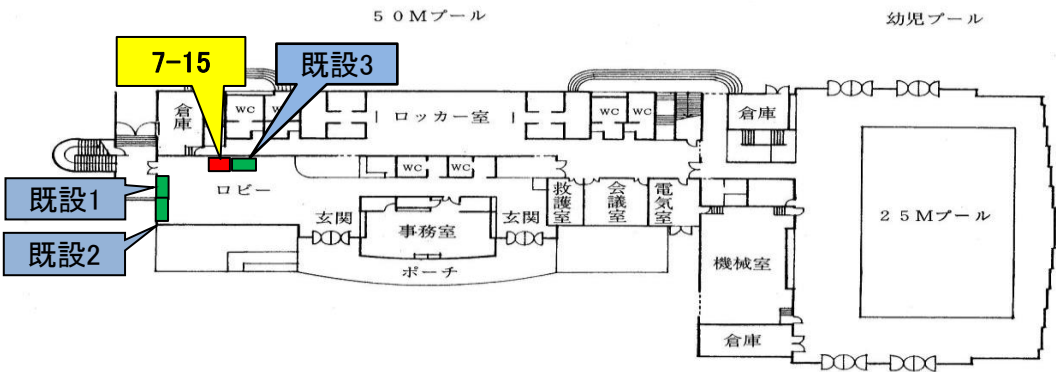 ５０Ｍプール
幼児プール
7-15
既設3
倉庫
WC
WC
ロッカー室
WC
WC
倉庫
既設1
ロビー
WC
WC
救護室
会議室
電気室
２５Ｍプール
既設2
玄関
事務室
玄関
ポーチ
機械室
倉庫